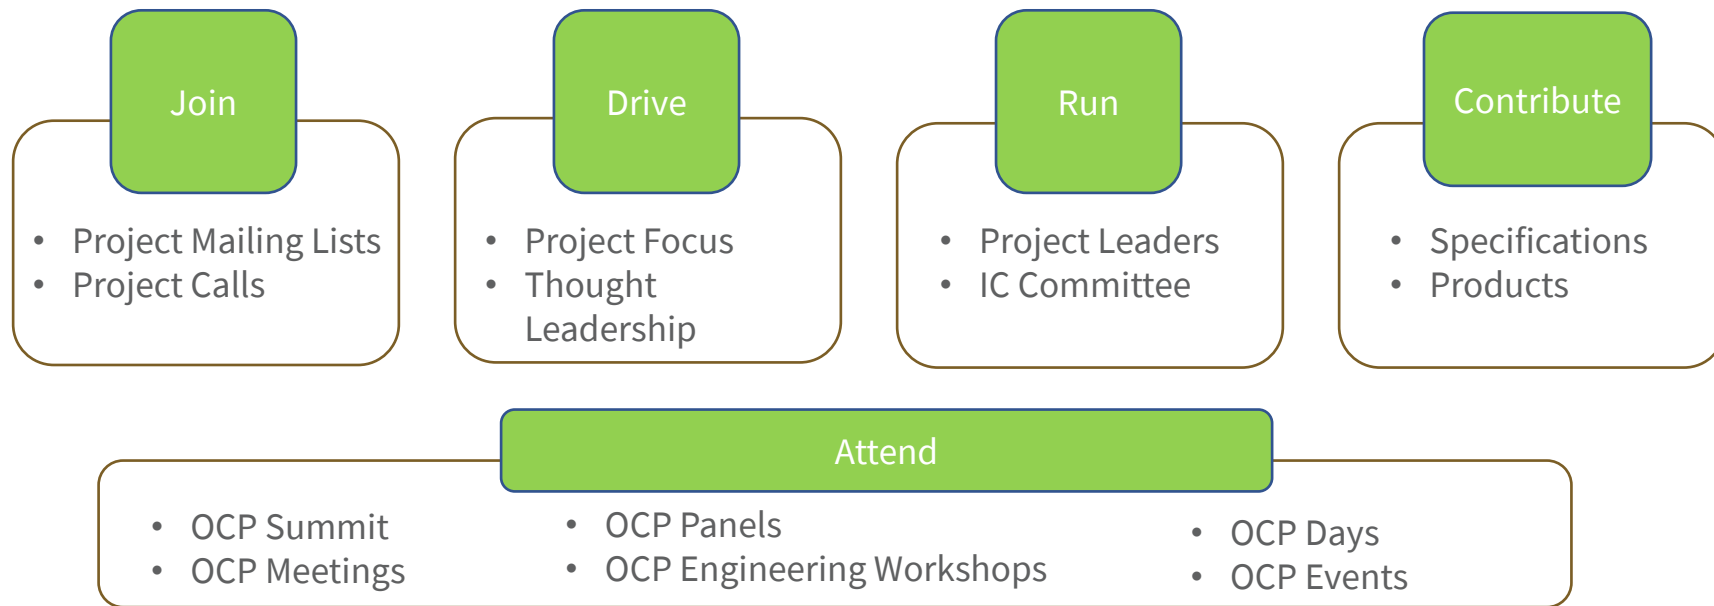 Join
• Project Mailing Lists
• Project Calls
Drive
• Project Focus
• Thought
Leadership
Run
• Project Leaders
• IC Committee
Contribute
• Specifications
• Products
Attend
• OCP Summit
• OCP Meetings
• OCP Panels
• OCP Engineering Workshops
• OCP Days
• OCP Events